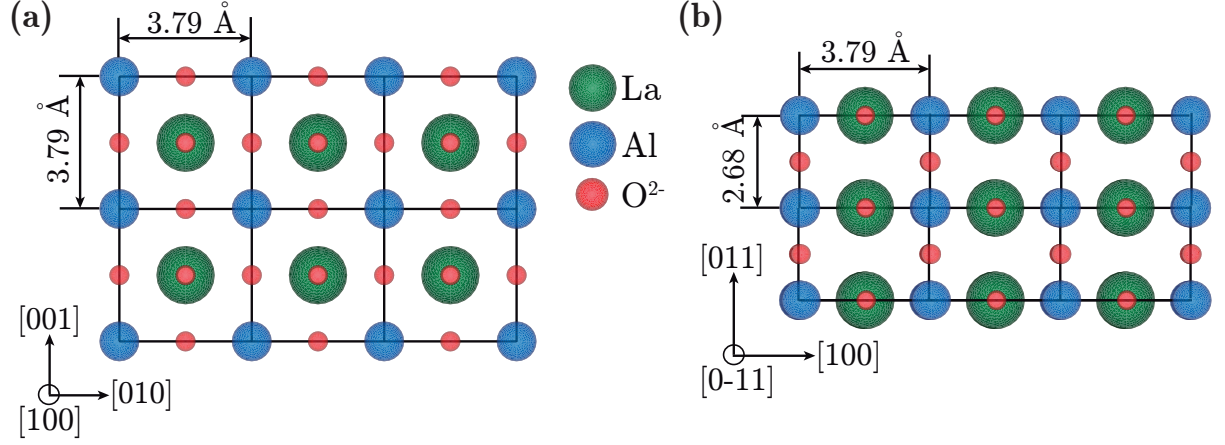 (a)
3.79 Å
3.79 Å
[001]
[010]
[100]
La
Al
O²⁻
(b)
3.79 Å
2.68 Å
[011]
[100]
[0-11]